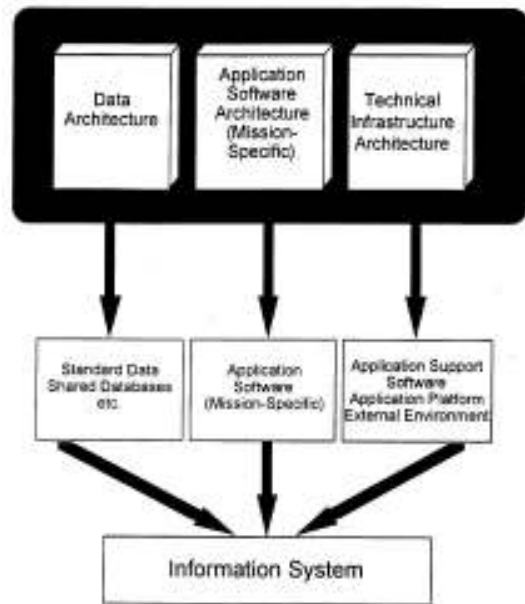 Data
Architecture
Application
Software
Architecture
(Mission-
Specific)
Technical
Infrastructure
Architecture
Standard Data
Shared Databases
etc.
Application
Software
(Mission-Specific)
Application Support
Software
Application Platform
External Environment
Information System